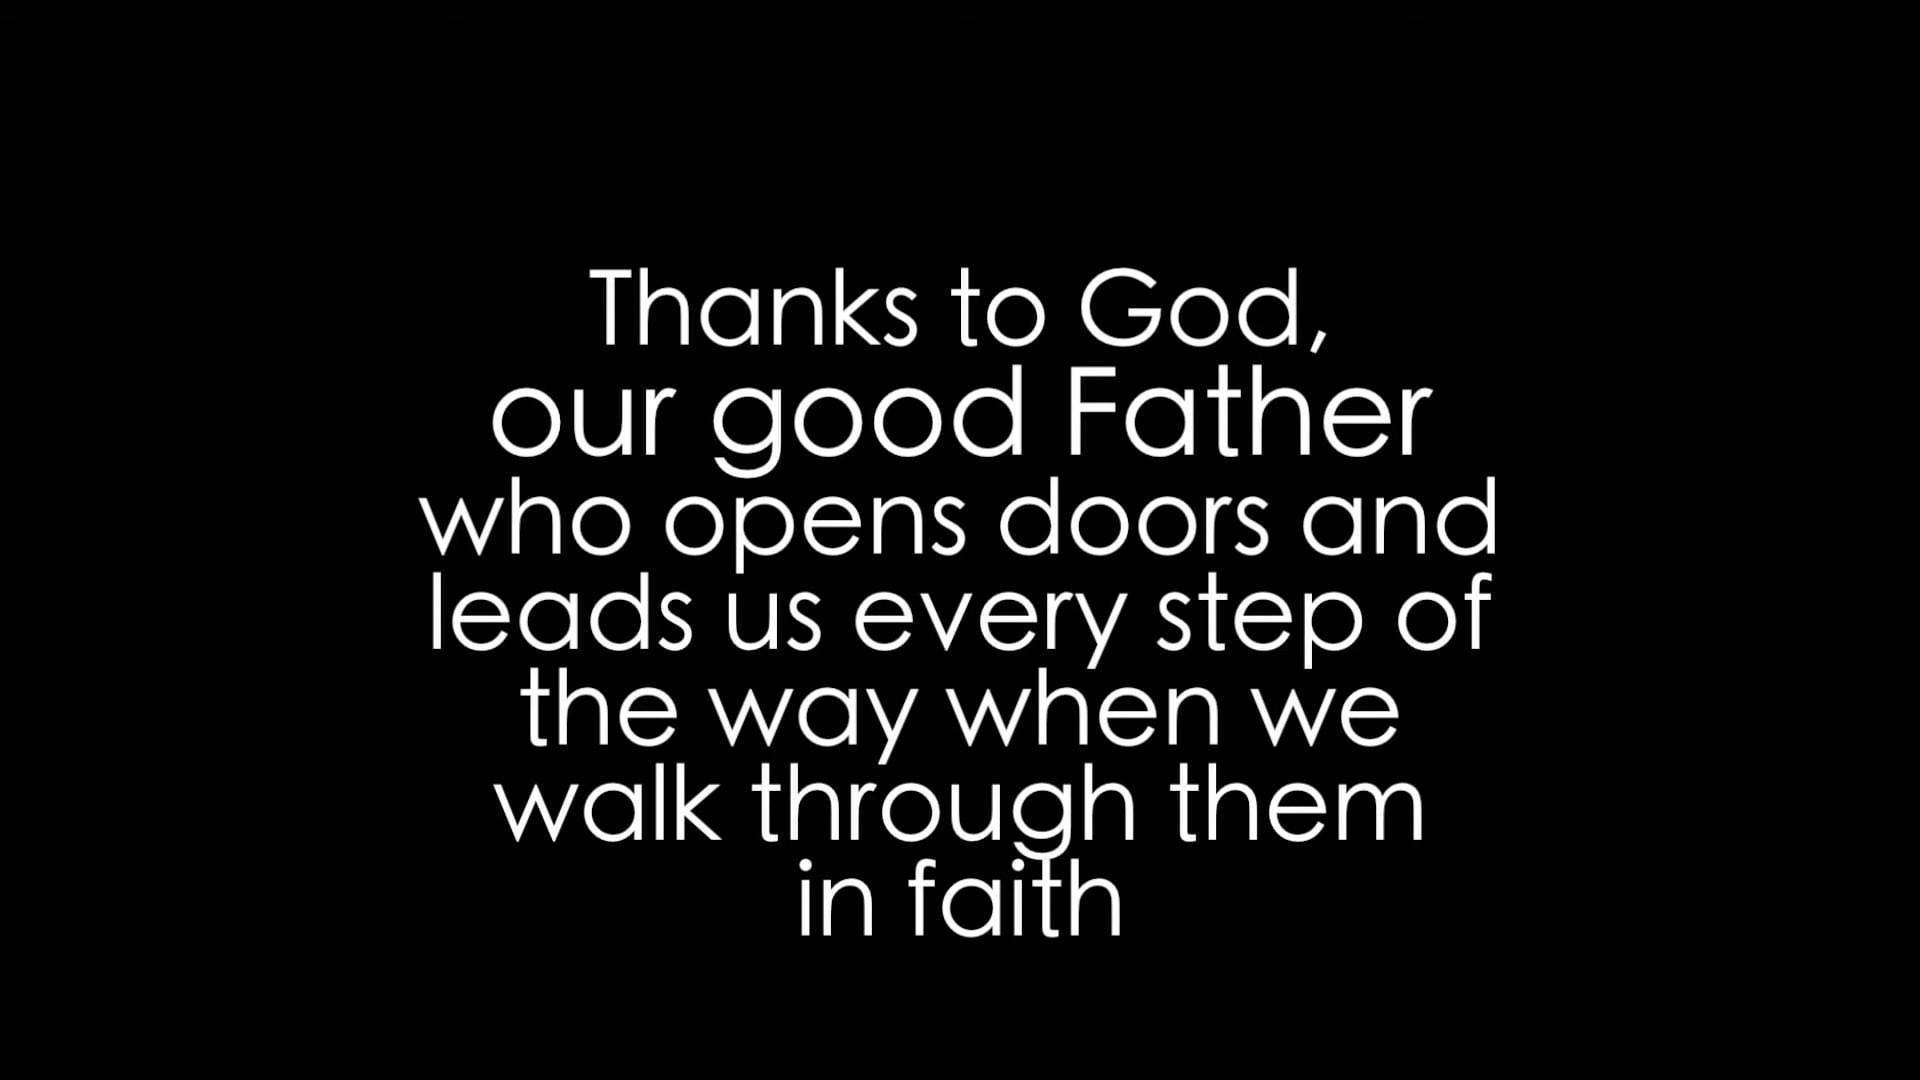 Thanks to God,
our good Father
who opens doors and
leads us every step of
the way when we
walk through them
in faith